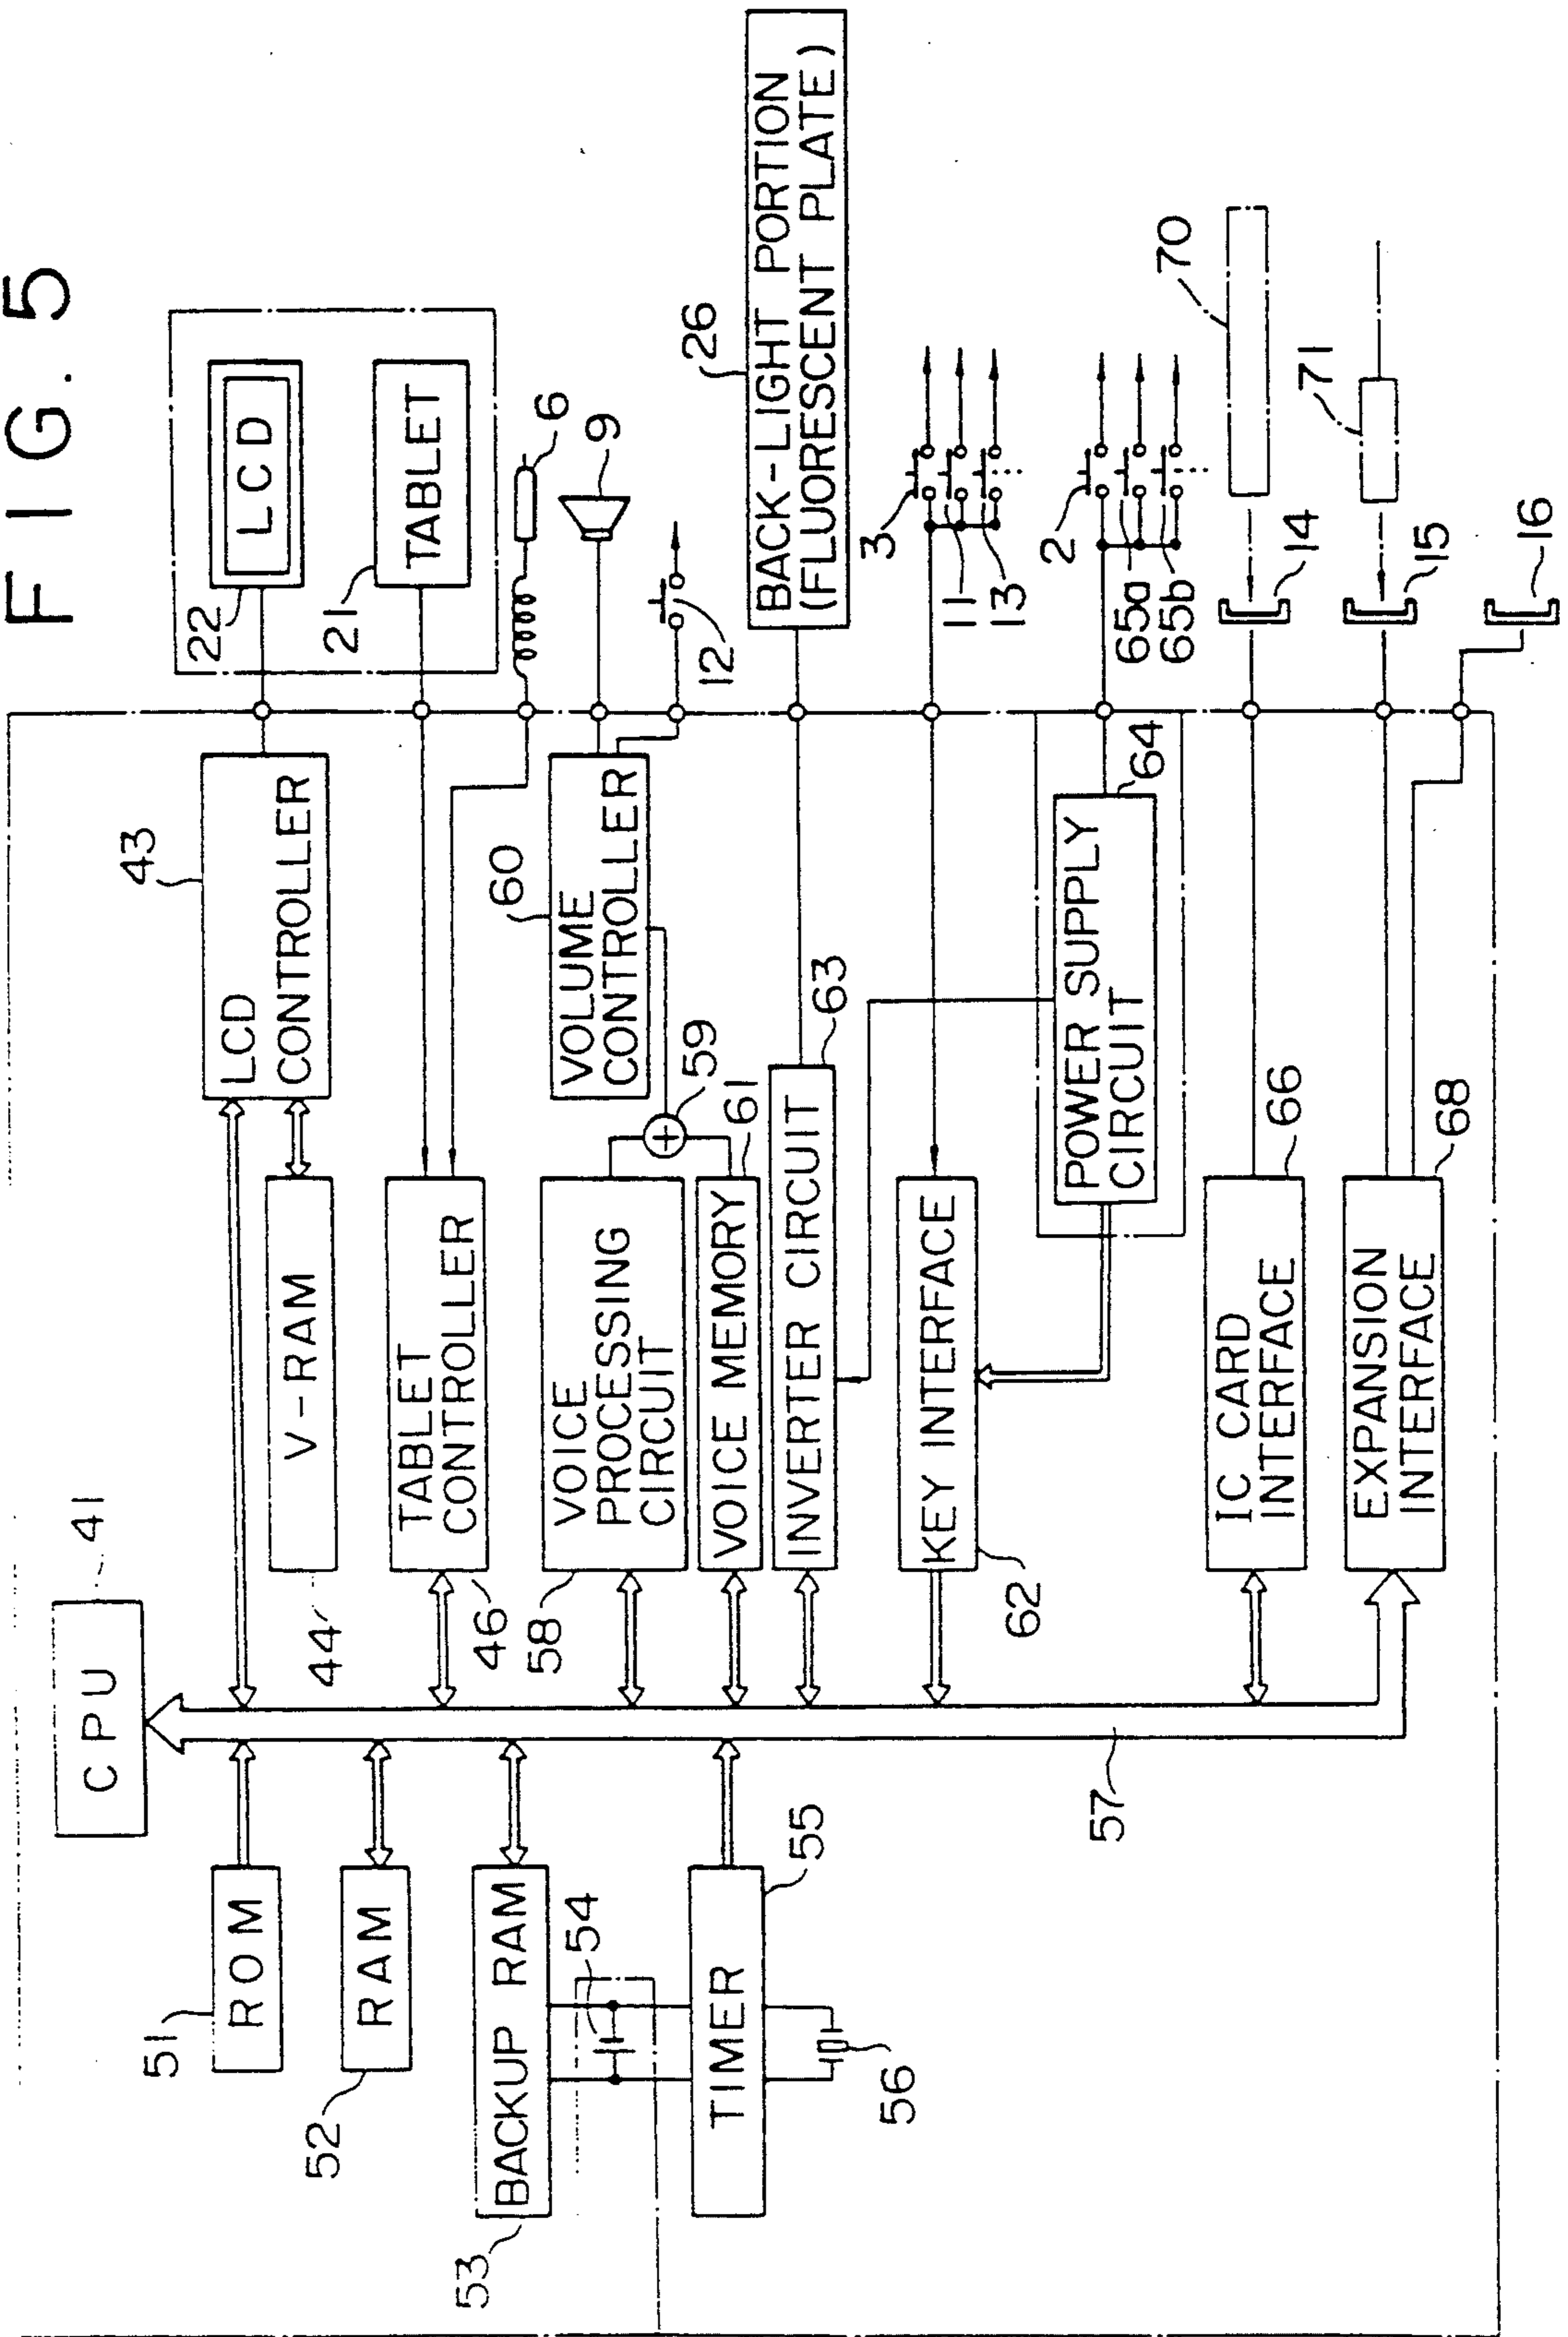 FIG. 5
CPU
41
51
ROM
52
RAM
53
BACKUP RAM
54
TIMER
55
56
57
43
LCD
CONTROLLER
V-RAM
44
TABLET
CONTROLLER
46
58
VOICE
PROCESSING
CIRCUIT
59
60
VOLUME
CONTROLLER
VOICE MEMORY
61
INVERTER CIRCUIT
63
KEY INTERFACE
62
POWER SUPPLY
CIRCUIT
64
IC CARD
INTERFACE
66
EXPANSION
INTERFACE
68
22
LCD
21
TABLET
6
9
12
26
BACK-LIGHT PORTION
(FLUORESCENT PLATE)
3
11
13
2
65a
65b
70
14
71
15
16